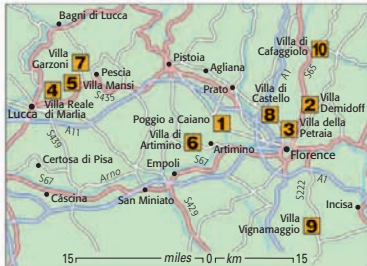 Bagni di Lucca
Villa
Garzoni
7
Pescia
4
5
Villa Mansi
Villa Reale
di Marlia
Lucca
S435
A11
S439
Pistoia
Agliana
Prato
Villa di
Cafaggiolo
10
A1
S65
Villa di
Castello
8
2
Villa
Demidoff
3
Villa della
Petraia
Poggio a Caiano
1
Villa di
Artimino
6
Artimino
S67
Florence
Certosa di Pisa
S67
Arno
Empoli
Càscina
San Miniato
S429
S222
A1
Incisa
Villa
Vignamaggio
9
15 miles 0 km 15